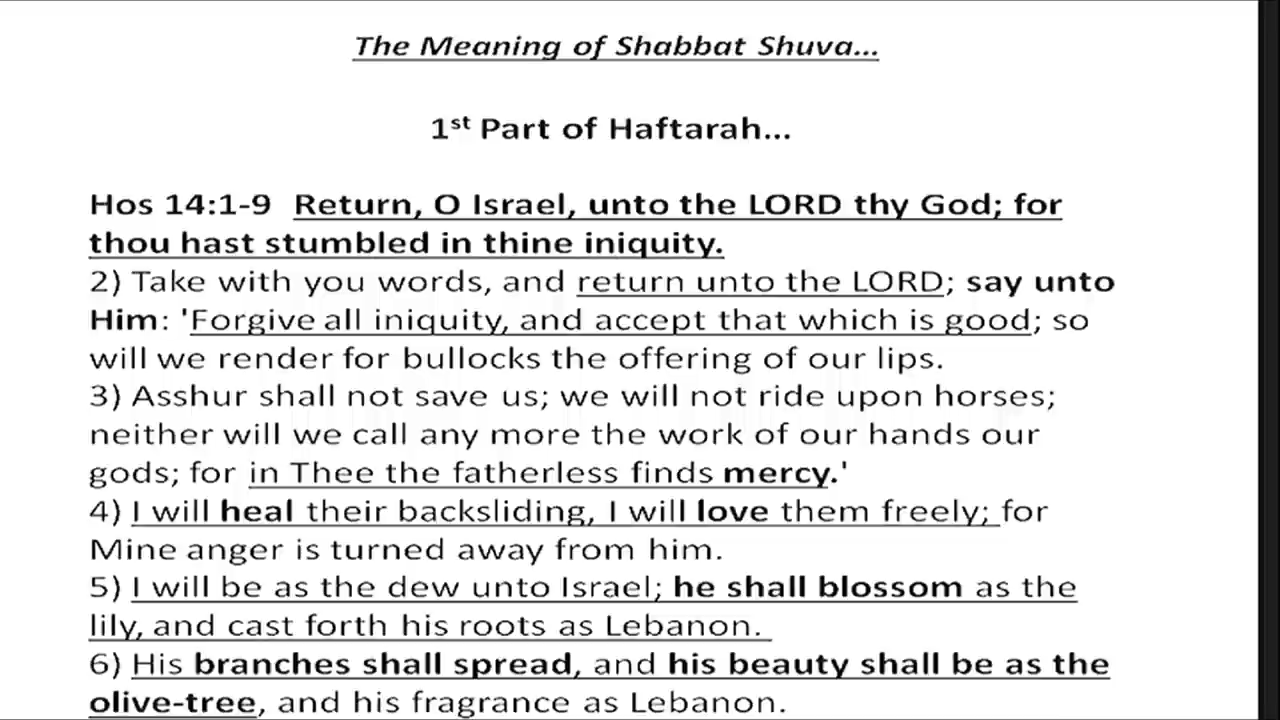 The Meaning of Shabbat Shuva...
1st Part of Haftarah...
Hos 14:1-9 Return, O Israel, unto the LORD thy God; for
thou hast stumbled in thine iniquity.
2) Take with you words, and return unto the LORD; say unto
Him: 'Forgive all iniquity, and accept that which is good; so
will we render for bullocks the offering of our lips.
3) Asshur shall not save us; we will not ride upon horses;
neither will we call any more the work of our hands our
gods; for in Thee the fatherless finds mercy.'
4) I will heal their backsliding, I will love them freely; for
Mine anger is turned away from him.
5) I will be as the dew unto Israel; he shall blossom as the
lily, and cast forth his roots as Lebanon.
6) His branches shall spread, and his beauty shall be as the
olive-tree, and his fragrance as Lebanon.